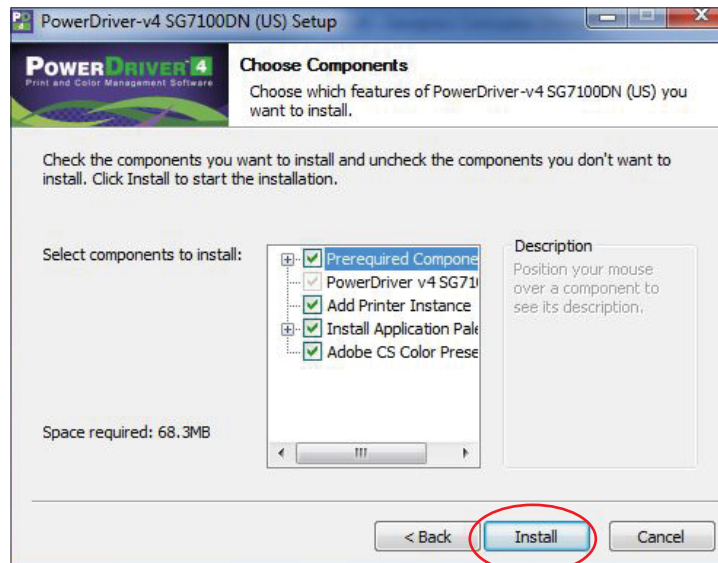 PowerDriver-v4 SG7100DN (US) Setup
POWERDRIVER 4
Print and Color Management Software
Choose Components
Choose which features of PowerDriver-v4 SG7100DN (US) you
want to install.
Check the components you want to install and uncheck the components you don't want to
install. Click Install to start the installation.
Select components to install:
Prerequired Compone
PowerDriver v4 SG71
Add Printer Instance
Install Application Pale
Adobe CS Color Prese
Description
Position your mouse
over a component to
see its description.
Space required: 68.3MB
< Back
Install
Cancel